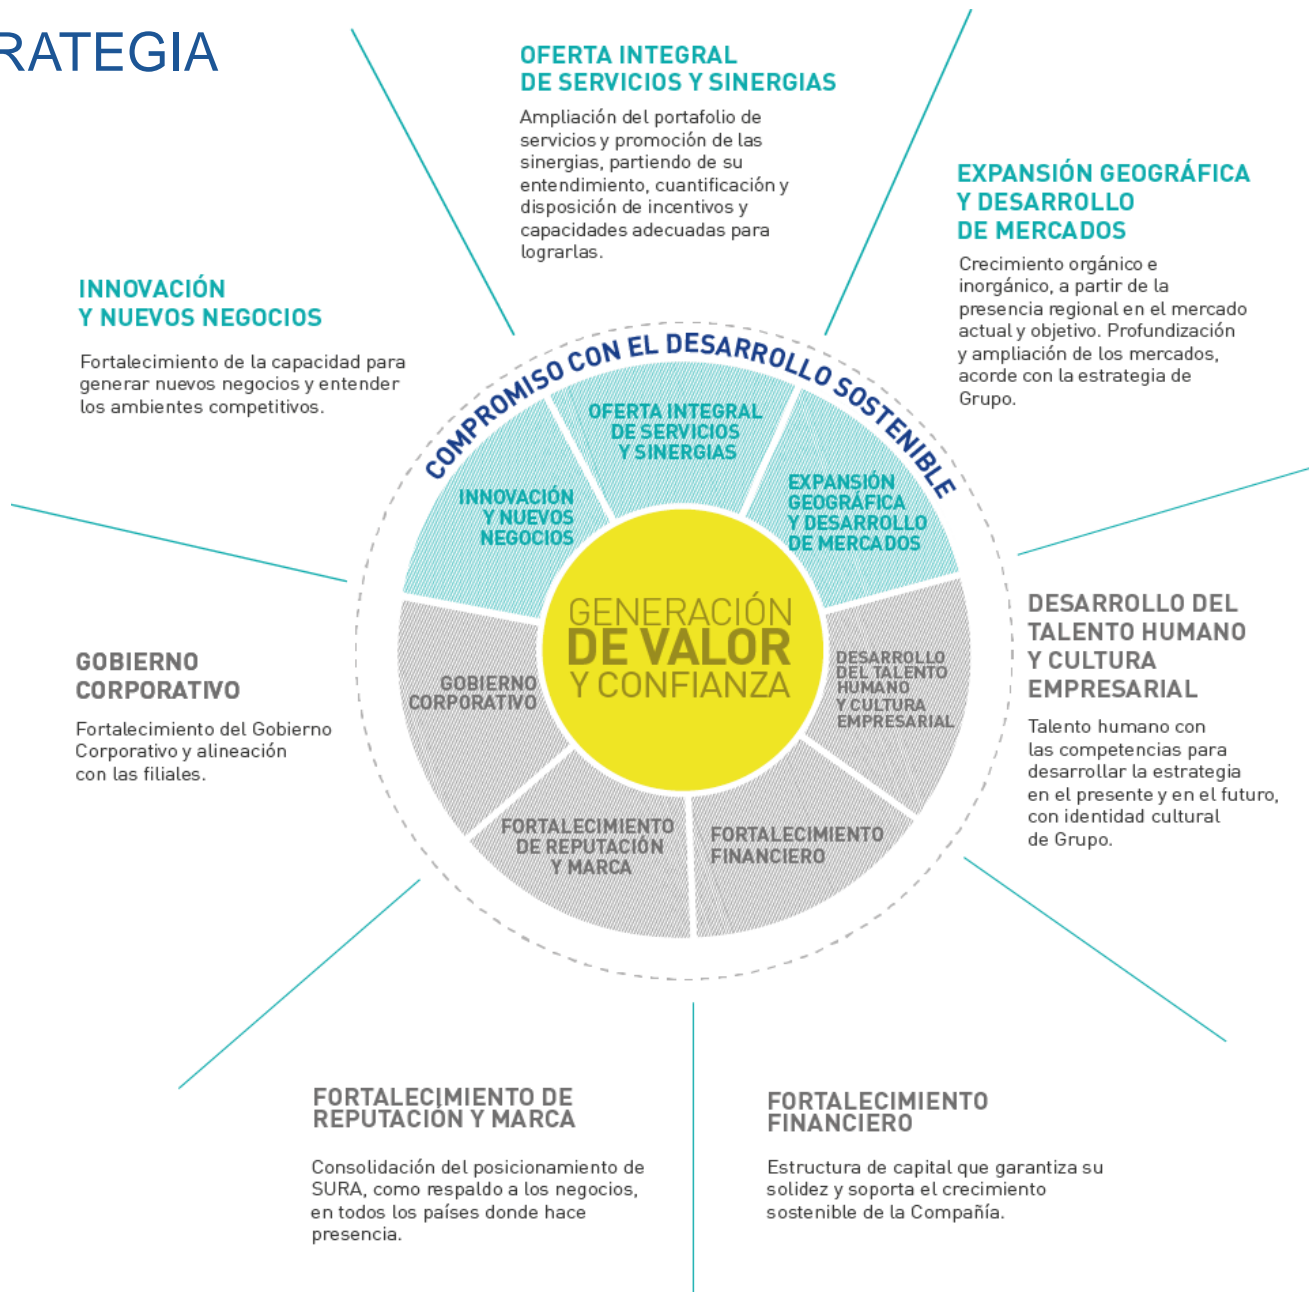 RATEGIA
OFERTA INTEGRAL
DE SERVICIOS Y SINERGIAS
Ampliación del portafolio de
servicios y promoción de las
sinergias, partiendo de su
entendimiento, cuantificación y
disposición de incentivos y
capacidades adecuadas para
lograrlas.
EXPANSIÓN GEOGRÁFICA
Y DESARROLLO
DE MERCADOS
Crecimiento orgánico e
inorgánico, a partir de la
presencia regional en el mercado
actual y objetivo. Profundización
y ampliación de los mercados,
acorde con la estrategia de
Grupo.
INNOVACIÓN
Y NUEVOS NEGOCIOS
Fortalecimiento de la capacidad para
generar nuevos negocios y entender
los ambientes competitivos.
COMPROMISO CON EL DESARROLLO SOSTENIBLE
OFERTA INTEGRAL
DE SERVICIOS
Y SINERGIAS
INNOVACIÓN
Y NUEVOS
NEGOCIOS
EXPANSIÓN
GEOGRÁFICA
Y DESARROLLO
DE MERCADOS
GENERACIÓN
DE VALOR
Y CONFIANZA
GOBIERNO
CORPORATIVO
DESARROLLO
DEL TALENTO
HUMANO
Y CULTURA
EMPRESARIAL
FORTALECIMIENTO
DE REPUTACIÓN
Y MARCA
FORTALECIMIENTO
FINANCIERO
GOBIERNO
CORPORATIVO
Fortalecimiento del Gobierno
Corporativo y alineación
con las filiales.
DESARROLLO DEL
TALENTO HUMANO
Y CULTURA
EMPRESARIAL
Talento humano con
las competencias para
desarrollar la estrategia
en el presente y en el futuro,
con identidad cultural
de Grupo.
FORTALECIMIENTO DE
REPUTACIÓN Y MARCA
Consolidación del posicionamiento de
SURA, como respaldo a los negocios,
en todos los países donde hace
presencia.
FORTALECIMIENTO
FINANCIERO
Estructura de capital que garantiza su
solidez y soporta el crecimiento
sostenible de la Compañía.